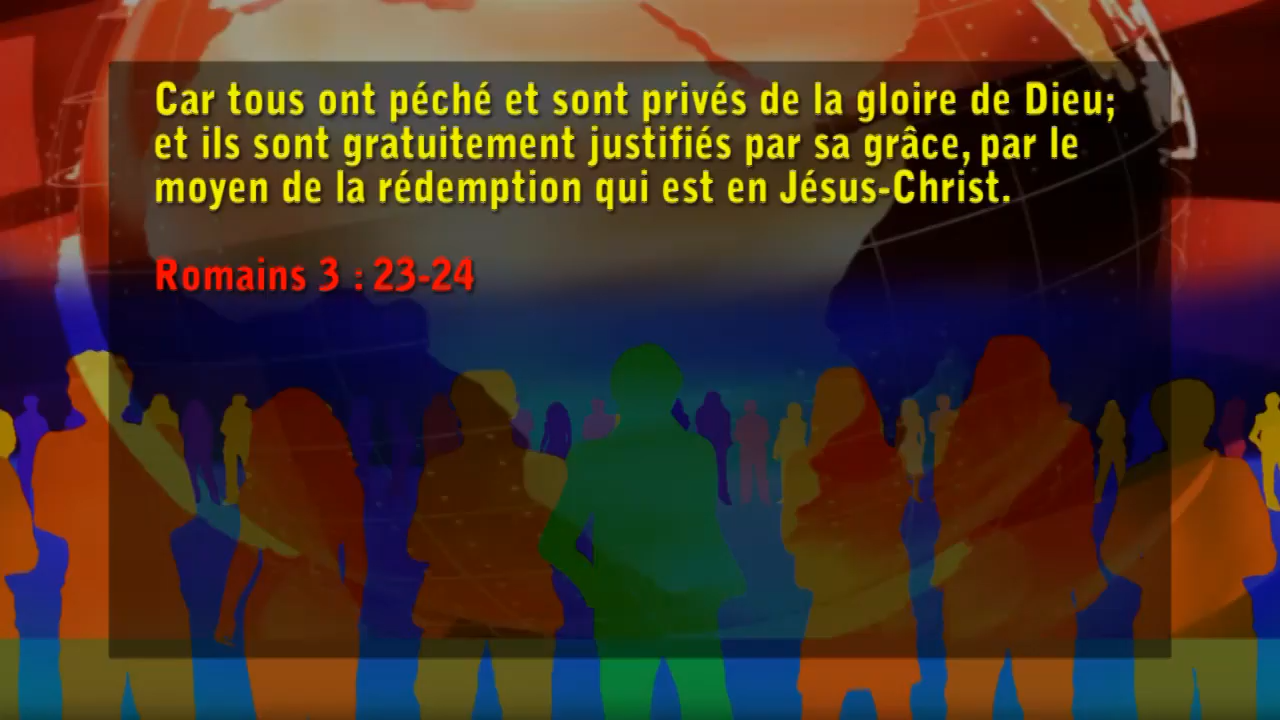 Car tous ont péché et sont privés de la gloire de Dieu;
et ils sont gratuitement justifiés par sa grâce, par le
moyen de la rédemption qui est en Jésus-Christ.
Romains 3 : 23-24